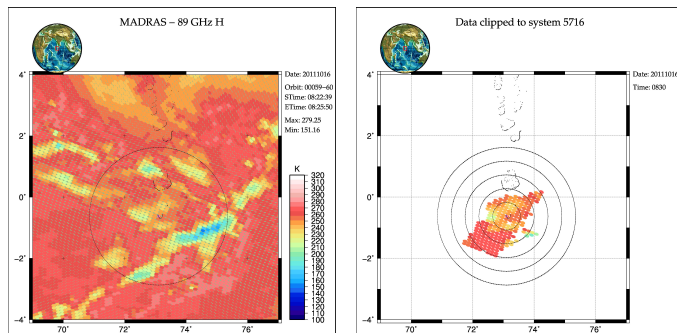 MADRAS – 89 GHz H
Date: 20111016
Orbit: 00059–60
STime: 08:22:39
ETime: 08:25:50
Max: 279.25
Min: 151.16
4˚
2˚
0˚
−2˚
−4˚
70˚ 72˚ 74˚ 76˚
K
320
310
300
290
280
270
260
250
240
230
220
210
200
190
180
170
160
150
140
130
120
110
100
Data clipped to system 5716
Date: 20111016
Time: 0830
4˚
2˚
0˚
−2˚
−4˚
70˚ 72˚ 74˚ 76˚